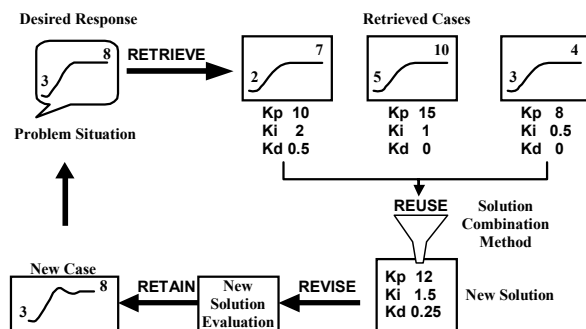 Desired Response
Retrieved Cases
3 8
RETRIEVE
2 7
5 10
3 4
Problem Situation
Kp 10
Ki 2
Kd 0.5
Kp 15
Ki 1
Kd 0
Kp 8
Ki 0.5
Kd 0
REUSE
Solution
Combination
Method
Kp 12
Ki 1.5
Kd 0.25
New Solution
REVISE
New
Solution
Evaluation
RETAIN
New Case
3 8